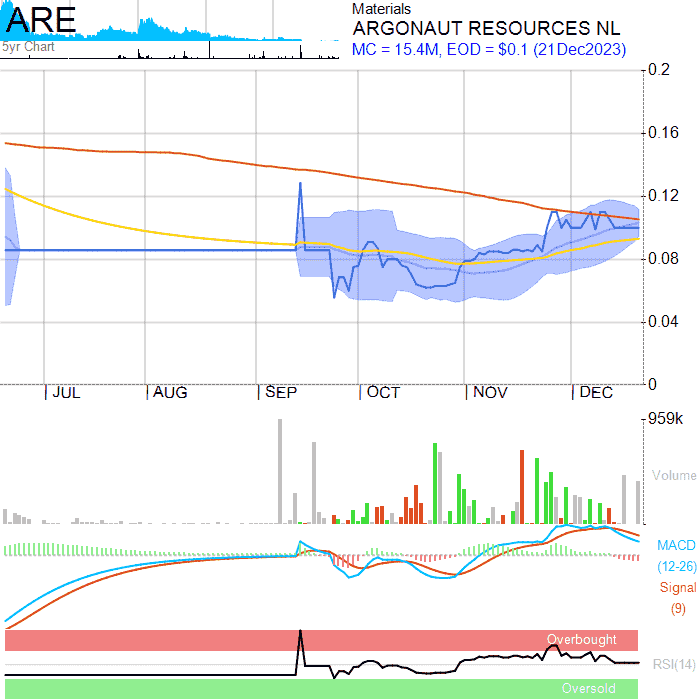 ARE
5yr Chart
Materials
ARGONAUT RESOURCES NL
MC = 15.4M, EOD = $0.1 (21Dec2023)
0.2
0.16
0.12
0.08
0.04
0
JUL AUG SEP OCT NOV DEC
959k
Volume
MACD
(12-26)
Signal
(9)
Overbought
RSI(14)
Oversold